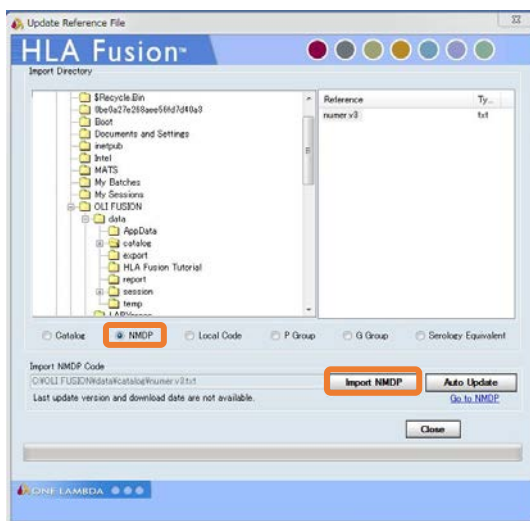 Update Reference File
HLA Fusion™
Import Directory
$Recycle.Bin
Boot
Documents and Settings
inetpub
Intel
MATS
My Batches
My Sessions
OLI FUSION
data
AppData
catalog
export
HLA Fusion Tutorial
report
session
temp
Reference Ty...
numer v3 txt
Catalog NMDP Local Code P Group G Group Serology Equivalent
Import NMDP Code
C:¥OLI FUSION¥data¥catalog¥numer v3.txt Import NMDP Auto Update
Last update version and download date are not available. Go to NMDP
Close
ONE LAMBDA